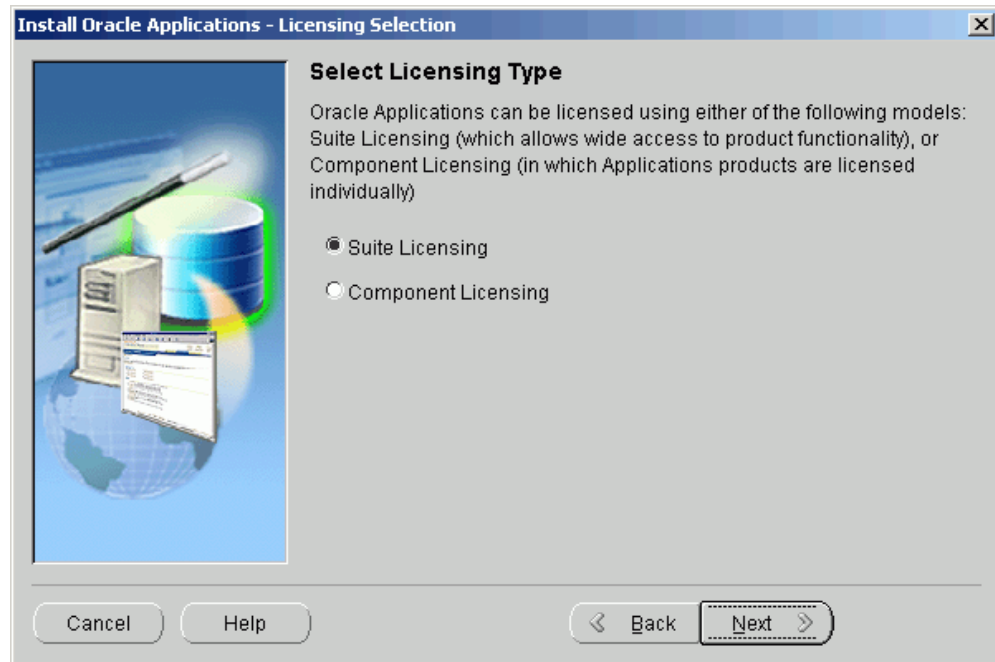 Install Oracle Applications - Licensing Selection
Select Licensing Type
Oracle Applications can be licensed using either of the following models:
Suite Licensing (which allows wide access to product functionality), or
Component Licensing (in which Applications products are licensed
individually)
Suite Licensing
Component Licensing
Cancel
Help
Back
Next